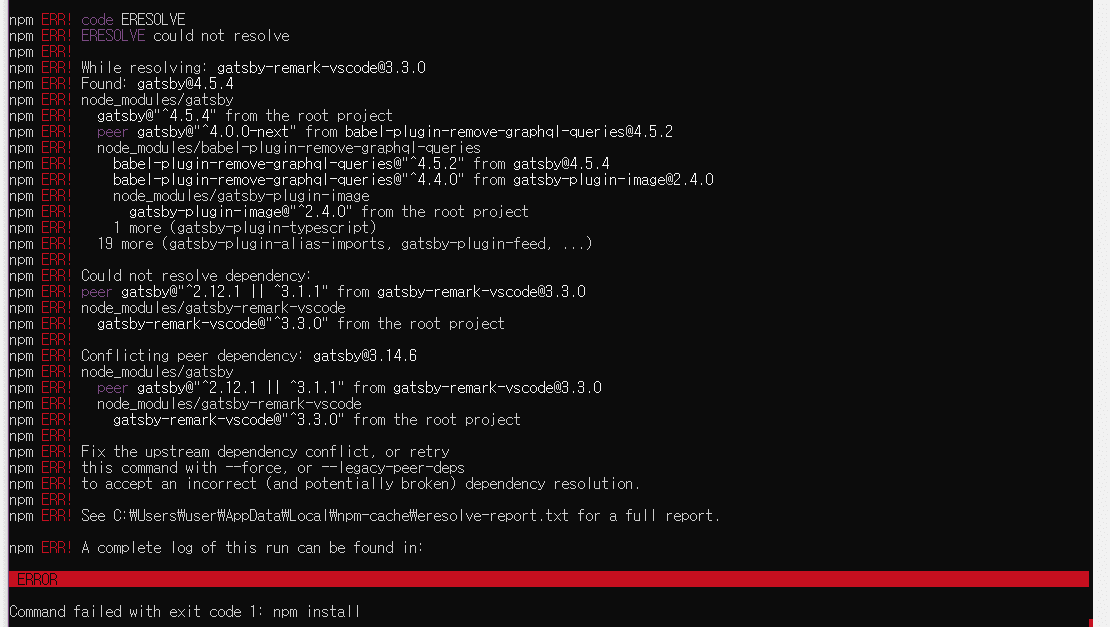 npm ERR! code ERESOLVE
npm ERR! ERESOLVE could not resolve
npm ERR!
npm ERR! While resolving: gatsby-remark-vscode@3.3.0
npm ERR! Found: gatsby@4.5.4
npm ERR! node_modules/gatsby
npm ERR!   gatsby@"^4.5.4" from the root project
npm ERR!   peer gatsby@"^4.0.0-next" from babel-plugin-remove-graphql-queries@4.5.2
npm ERR!   node_modules/babel-plugin-remove-graphql-queries
npm ERR!     babel-plugin-remove-graphql-queries@"^4.5.2" from gatsby@4.5.4
npm ERR!     babel-plugin-remove-graphql-queries@"^4.4.0" from gatsby-plugin-image@2.4.0
npm ERR!     node_modules/gatsby-plugin-image
npm ERR!       gatsby-plugin-image@"^2.4.0" from the root project
npm ERR!     1 more (gatsby-plugin-typescript)
npm ERR!   19 more (gatsby-plugin-alias-imports, gatsby-plugin-feed, ...)
npm ERR!
npm ERR! Could not resolve dependency:
npm ERR! peer gatsby@"^2.12.1 || ^3.1.1" from gatsby-remark-vscode@3.3.0
npm ERR! node_modules/gatsby-remark-vscode
npm ERR!   gatsby-remark-vscode@"^3.3.0" from the root project
npm ERR!
npm ERR! Conflicting peer dependency: gatsby@3.14.6
npm ERR! node_modules/gatsby
npm ERR!   peer gatsby@"^2.12.1 || ^3.1.1" from gatsby-remark-vscode@3.3.0
npm ERR!   node_modules/gatsby-remark-vscode
npm ERR!     gatsby-remark-vscode@"^3.3.0" from the root project
npm ERR!
npm ERR! Fix the upstream dependency conflict, or retry
npm ERR! this command with --force, or --legacy-peer-deps
npm ERR! to accept an incorrect (and potentially broken) dependency resolution.
npm ERR!
npm ERR! See C:₩Users₩user₩AppData₩Local₩npm-cache₩eresolve-report.txt for a full report.
npm ERR! A complete log of this run can be found in:
ERROR
Command failed with exit code 1: npm install